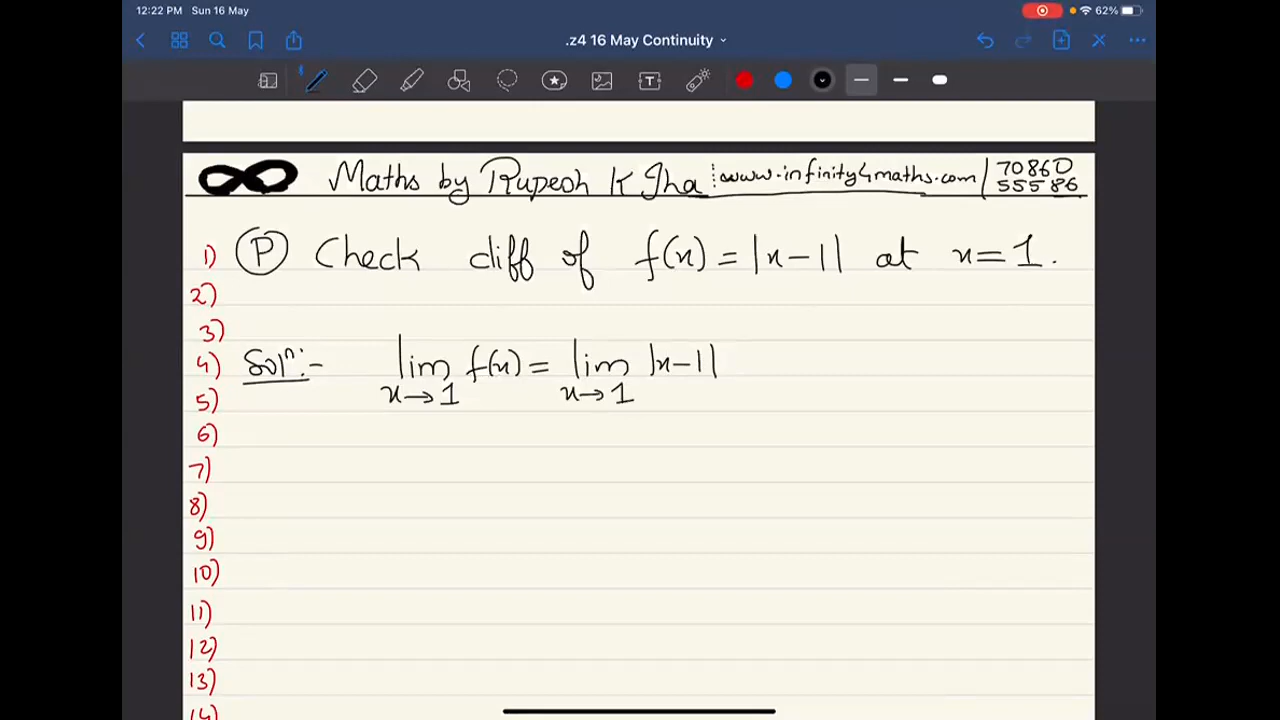 12:22 PM Sun 16 May 62%
.z4 16 May Continuity
T
Maths by Rupesh K Jha www.infinity4maths.com / 70860 55586
1) P Check diff of f(x) = |x-1| at x = 1.
2)
3)
4) Solⁿ:- lim f(x) = lim |x-1|
5) x→1 x→1
6)
7)
8)
9)
10)
11)
12)
13)
14)